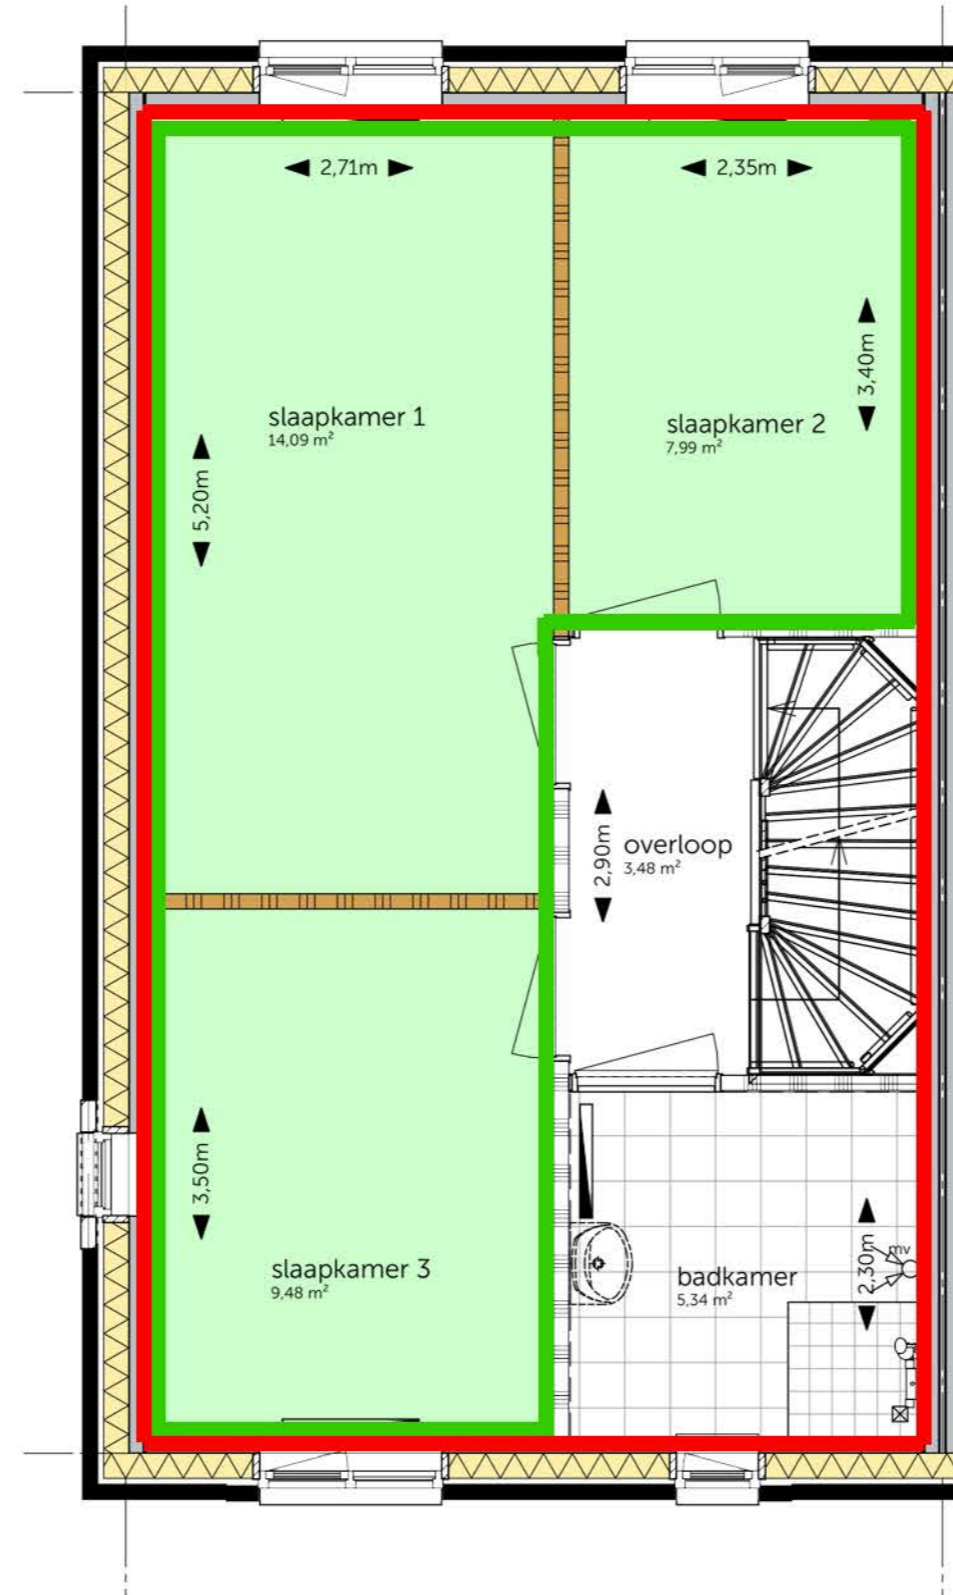 2,71m
2,35m
3,40m
slaapkamer 1
14,09 m²
slaapkamer 2
7,99 m²
5,20m
overloop
3,48 m²
2,90m
3,50m
slaapkamer 3
9,48 m²
badkamer
5,34 m²
2,30m
mv